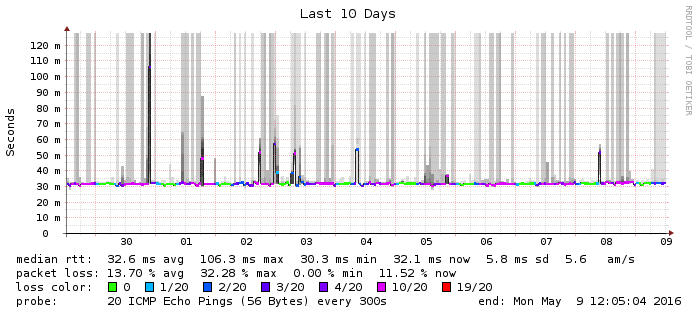 Last 10 Days
RRDTOOL / TOBI OETIKER
Seconds
120 m
110 m
100 m
90 m
80 m
70 m
60 m
50 m
40 m
30 m
20 m
10 m
0
30 01 02 03 04 05 06 07 08 09
median rtt: 32.6 ms avg 106.3 ms max 30.3 ms min 32.1 ms now 5.8 ms sd 5.6 am/s
packet loss: 13.70 % avg 32.28 % max 0.00 % min 11.52 % now
loss color: 0 1/20 2/20 3/20 4/20 10/20 19/20
probe: 20 ICMP Echo Pings (56 Bytes) every 300s end: Mon May 9 12:05:04 2016